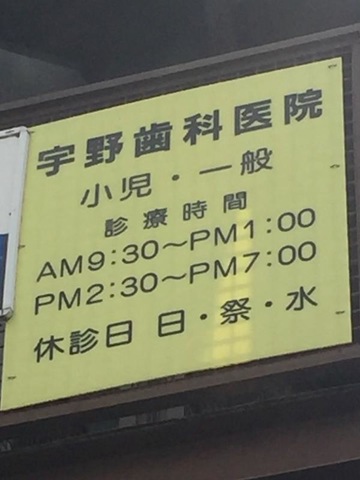 宇野歯科医院
小児・一般
診療時間
AM9:30～PM1:00
PM2:30～PM7:00
休診日 日・祭・水